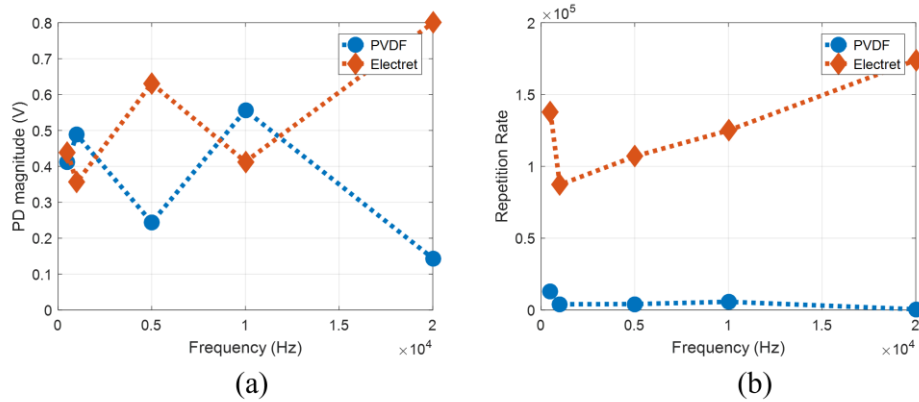 0.8
0.7
0.6
0.5
0.4
0.3
0.2
0.1
0
PD magnitude (V)
PVDF
Electret
0 0.5 1 1.5 2
Frequency (Hz)
×10⁴
(a)
×10⁵
2
1.5
1
0.5
0
Repetition Rate
PVDF
Electret
0 0.5 1 1.5 2
Frequency (Hz)
×10⁴
(b)